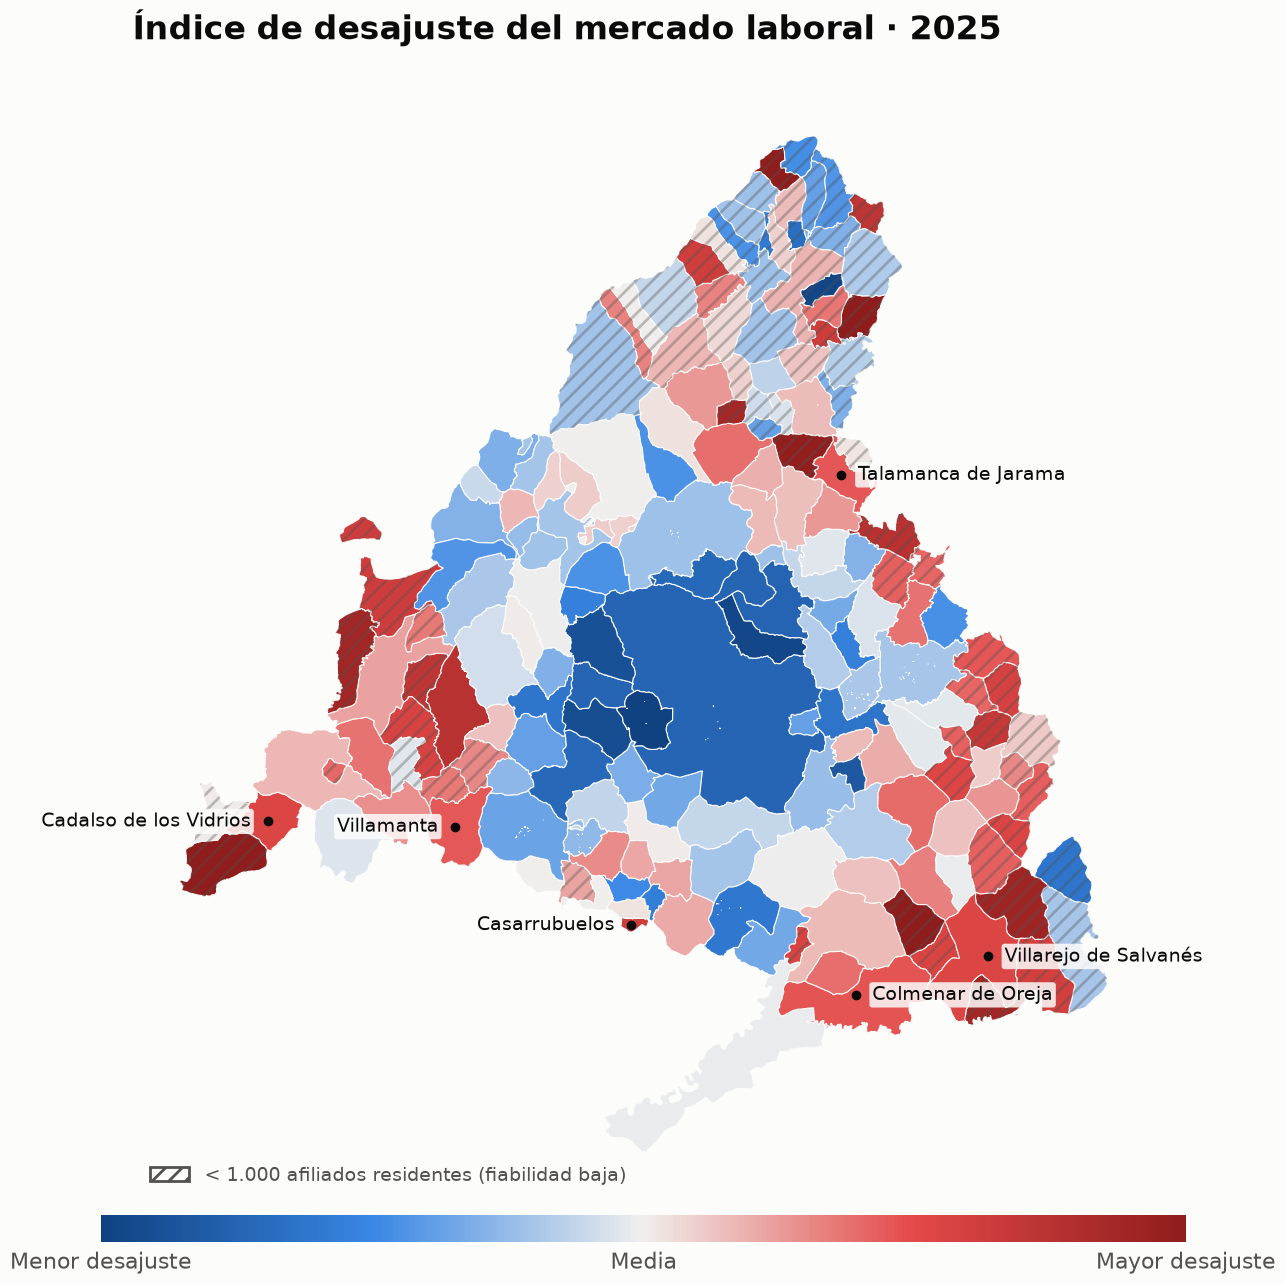 Índice de desajuste del mercado laboral · 2025
Talamanca de Jarama
Cadalso de los Vidrios
Villamanta
Casarrubuelos
Villarejo de Salvanés
Colmenar de Oreja
< 1.000 afiliados residentes (fiabilidad baja)
Menor desajuste
Media
Mayor desajuste